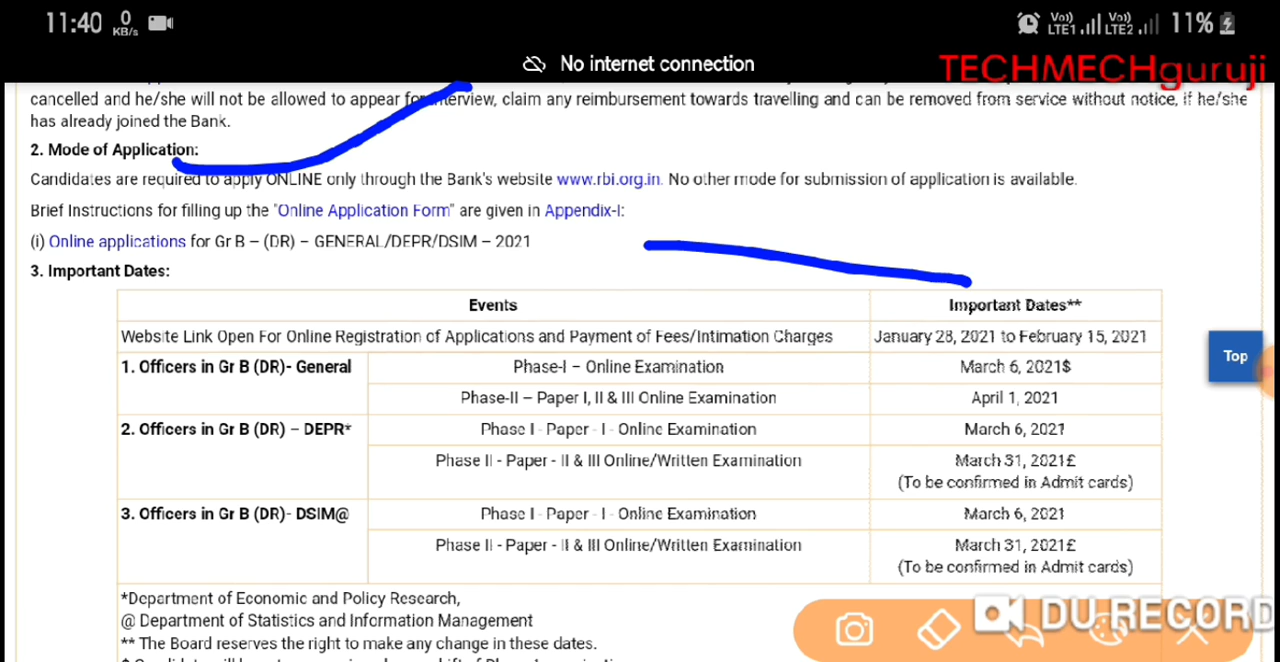 11:40 0 KB/s Vo) LTE1 Vo) LTE2 11%
No internet connection
TECHMECHguruji
cancelled and he/she will not be allowed to appear for interview, claim any reimbursement towards travelling and can be removed from service without notice, if he/she
has already joined the Bank.
2. Mode of Application:
Candidates are required to apply ONLINE only through the Bank's website www.rbi.org.in. No other mode for submission of application is available.
Brief Instructions for filling up the "Online Application Form" are given in Appendix-I:
(i) Online applications for Gr B – (DR) – GENERAL/DEPR/DSIM – 2021
3. Important Dates:
Events Important Dates**
Website Link Open For Online Registration of Applications and Payment of Fees/Intimation Charges January 28, 2021 to February 15, 2021
Top
1. Officers in Gr B (DR)- General Phase-I – Online Examination March 6, 2021$
Phase-II – Paper I, II & III Online Examination April 1, 2021
2. Officers in Gr B (DR) – DEPR* Phase I - Paper - I - Online Examination March 6, 2021
Phase II - Paper - II & III Online/Written Examination March 31, 2021£
(To be confirmed in Admit cards)
3. Officers in Gr B (DR)- DSIM@ Phase I - Paper - I - Online Examination March 6, 2021
Phase II - Paper - II & III Online/Written Examination March 31, 2021£
(To be confirmed in Admit cards)
*Department of Economic and Policy Research,
@ Department of Statistics and Information Management
** The Board reserves the right to make any change in these dates.
DU RECORD